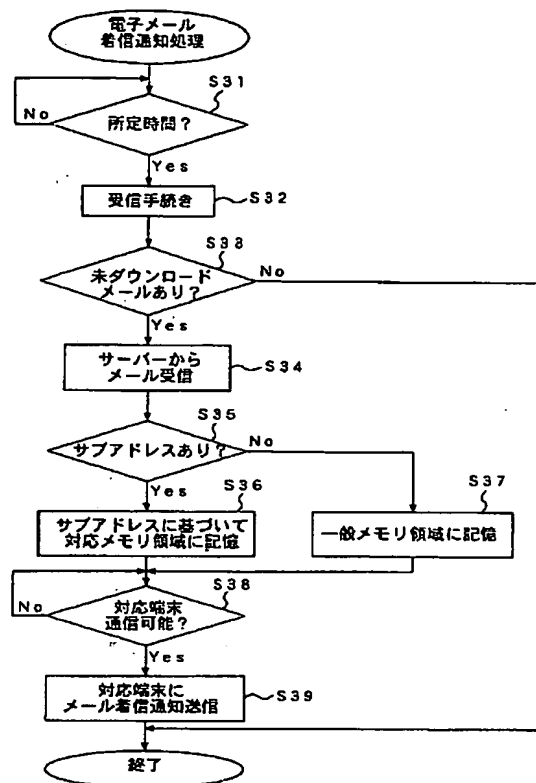 電子メール
着信通知処理
S31
No
所定時間?
Yes
受信手続き
S32
S33
未ダウンロード
メールあり?
No
Yes
サーバーから
メール受信
S34
S35
サブアドレスあり?
No
Yes
S36
S37
サブアドレスに基づいて
対応メモリ領域に記憶
一般メモリ領域に記憶
S38
対応端末
通信可能?
No
Yes
対応端末に
メール着信通知送信
S39
終了